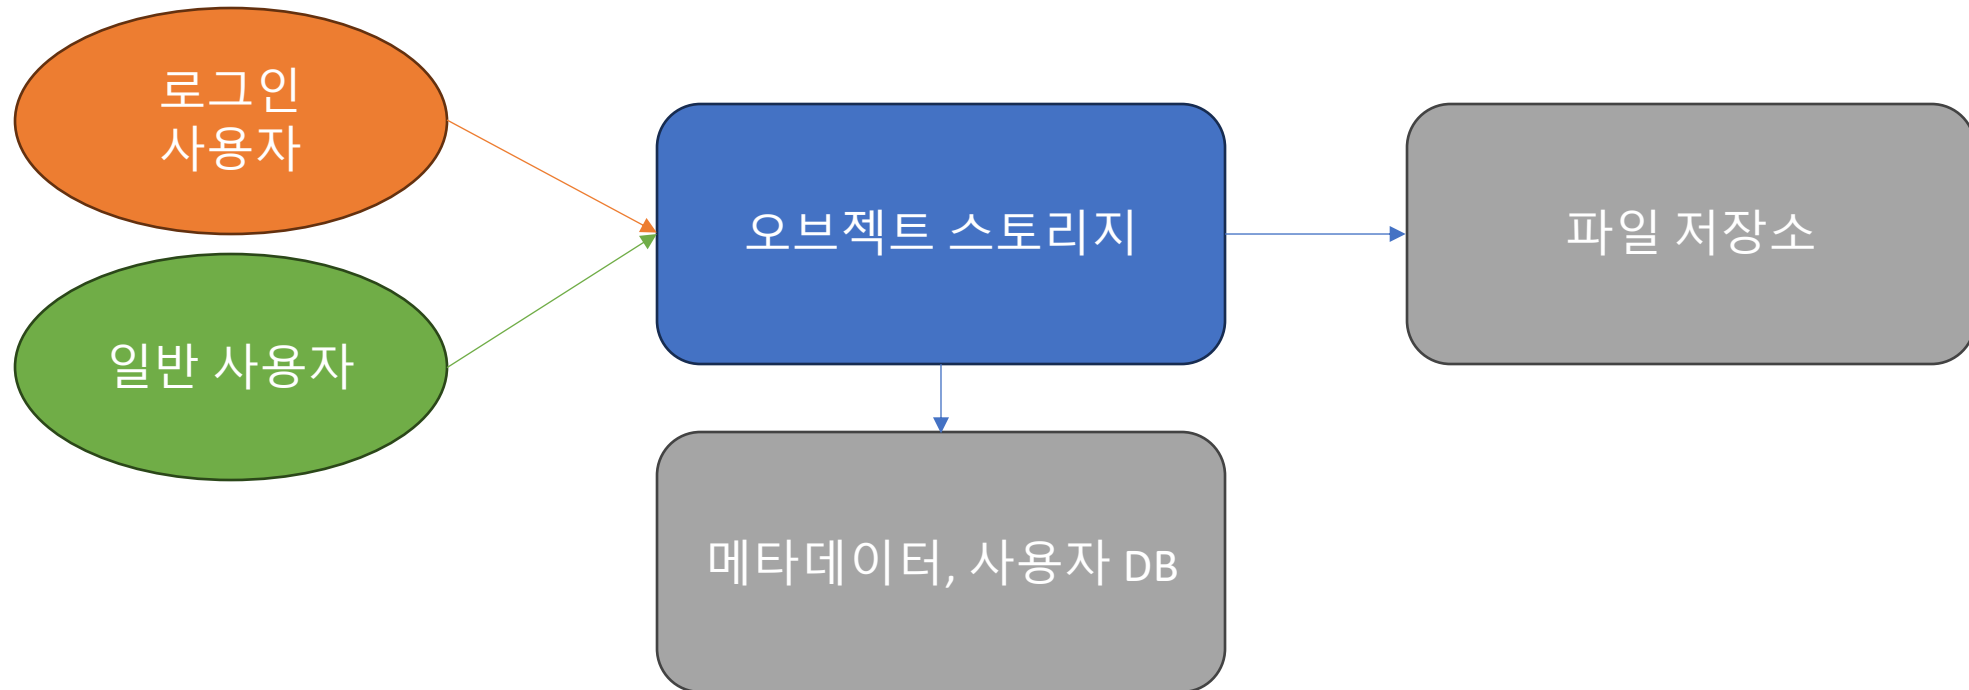 로그인
사용자
오브젝트 스토리지
파일 저장소
일반 사용자
메타데이터, 사용자 DB